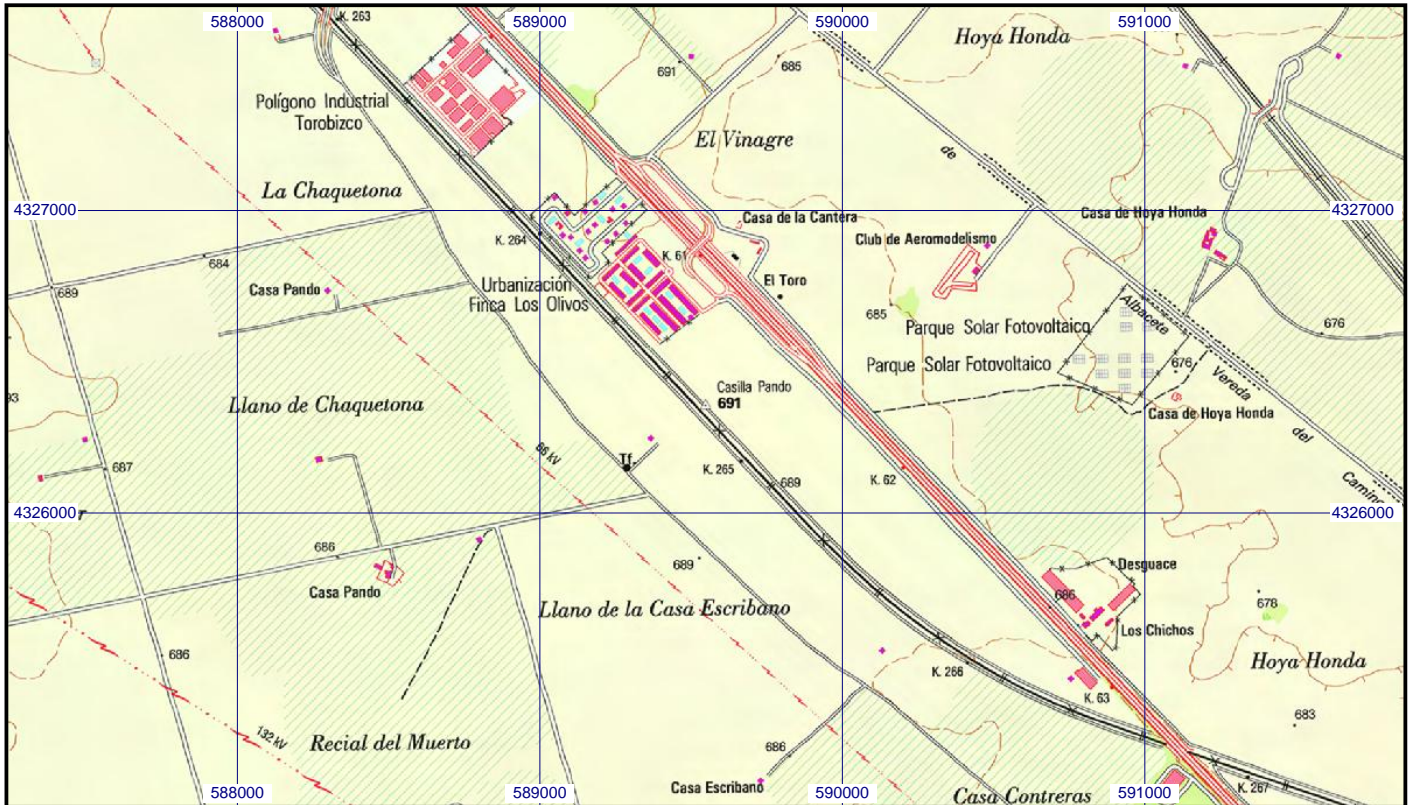 588000
589000
590000
591000
K. 263
Hoya Honda
691
685
Polígono Industrial
Torobizco
El Vinagre
de
La Chaquetona
4327000
4327000
Casa de Hoya Honda
Casa de la Cantera
K. 264
Club de Aeromodelismo
K. 61
684
689
Casa Pando
Urbanización
Finca Los Olivos
El Toro
685
Albacete
Parque Solar Fotovoltaico
676
Parque Solar Fotovoltaico
676
Vereda
Casilla Pando
691
Llano de Chaquetona
Casa de Hoya Honda
del
66 kV
Tf.
687
K. 265
689
K. 62
Camino
4326000
4326000
686
689
Desguace
Casa Pando
686
678
Llano de la Casa Escribano
Los Chichos
686
K. 266
Hoya Honda
K. 63
683
132 kV
Recial del Muerto
686
Casa Escribano
Casa Contreras
K. 267
588000
589000
590000
591000